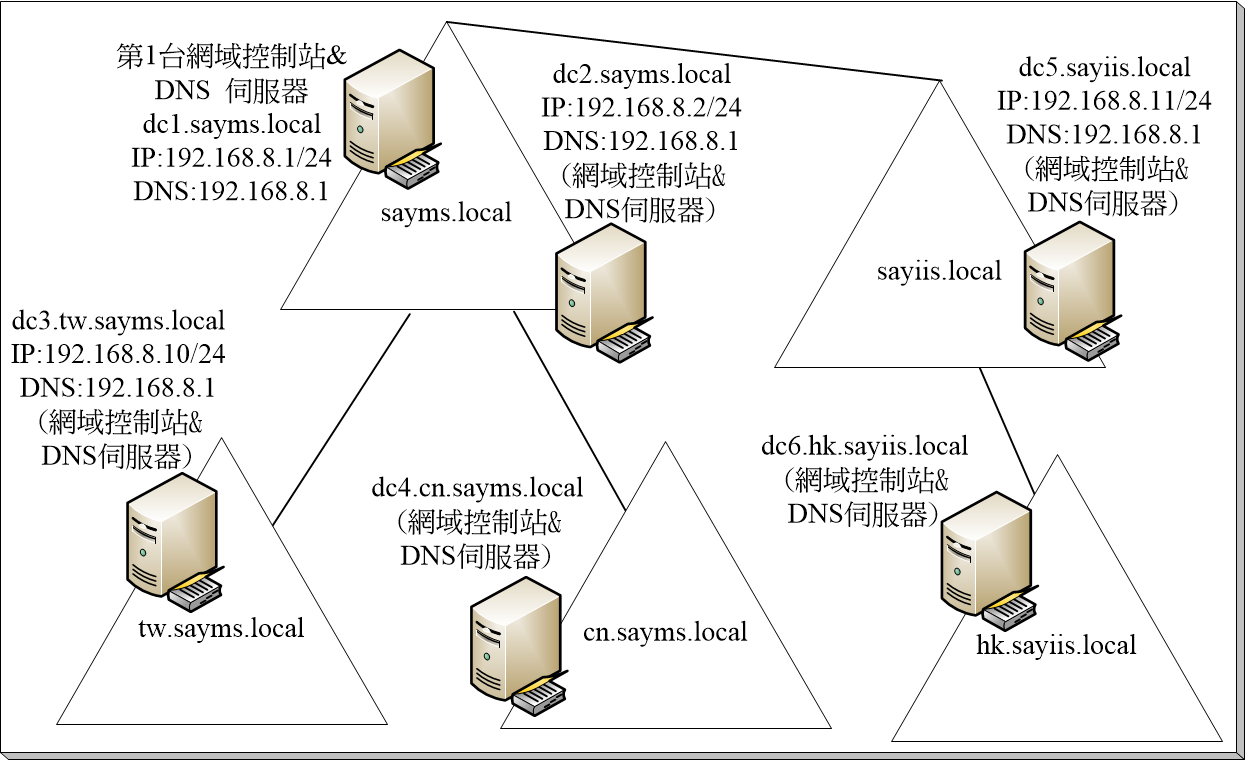 第1台網域控制站&
DNS 伺服器
dc1.sayms.local
IP:192.168.8.1/24
DNS:192.168.8.1
sayms.local
dc2.sayms.local
IP:192.168.8.2/24
DNS:192.168.8.1
(網域控制站&
DNS伺服器)
dc5.sayiis.local
IP:192.168.8.11/24
DNS:192.168.8.1
(網域控制站&
DNS伺服器)
sayiis.local
dc3.tw.sayms.local
IP:192.168.8.10/24
DNS:192.168.8.1
(網域控制站&
DNS伺服器)
tw.sayms.local
dc4.cn.sayms.local
(網域控制站&
DNS伺服器)
cn.sayms.local
dc6.hk.sayiis.local
(網域控制站&
DNS伺服器)
hk.sayiis.local